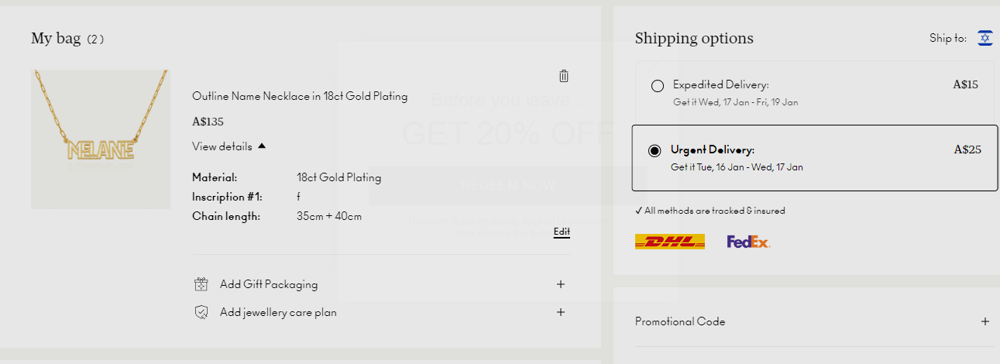 My bag (2)
MELANIE
Outline Name Necklace in 18ct Gold Plating
A$135
View details
Material: 18ct Gold Plating
Inscription #1: f
Chain length: 35cm + 40cm
Edit
Add Gift Packaging +
Add jewellery care plan +
Before you leave
GET 20% OFF
REDEEM NOW
Shipping options
Ship to:
Expedited Delivery: A$15
Get it Wed, 17 Jan - Fri, 19 Jan
Urgent Delivery: A$25
Get it Tue, 16 Jan - Wed, 17 Jan
✓ All methods are tracked & insured
DHL FedEx
Promotional Code +